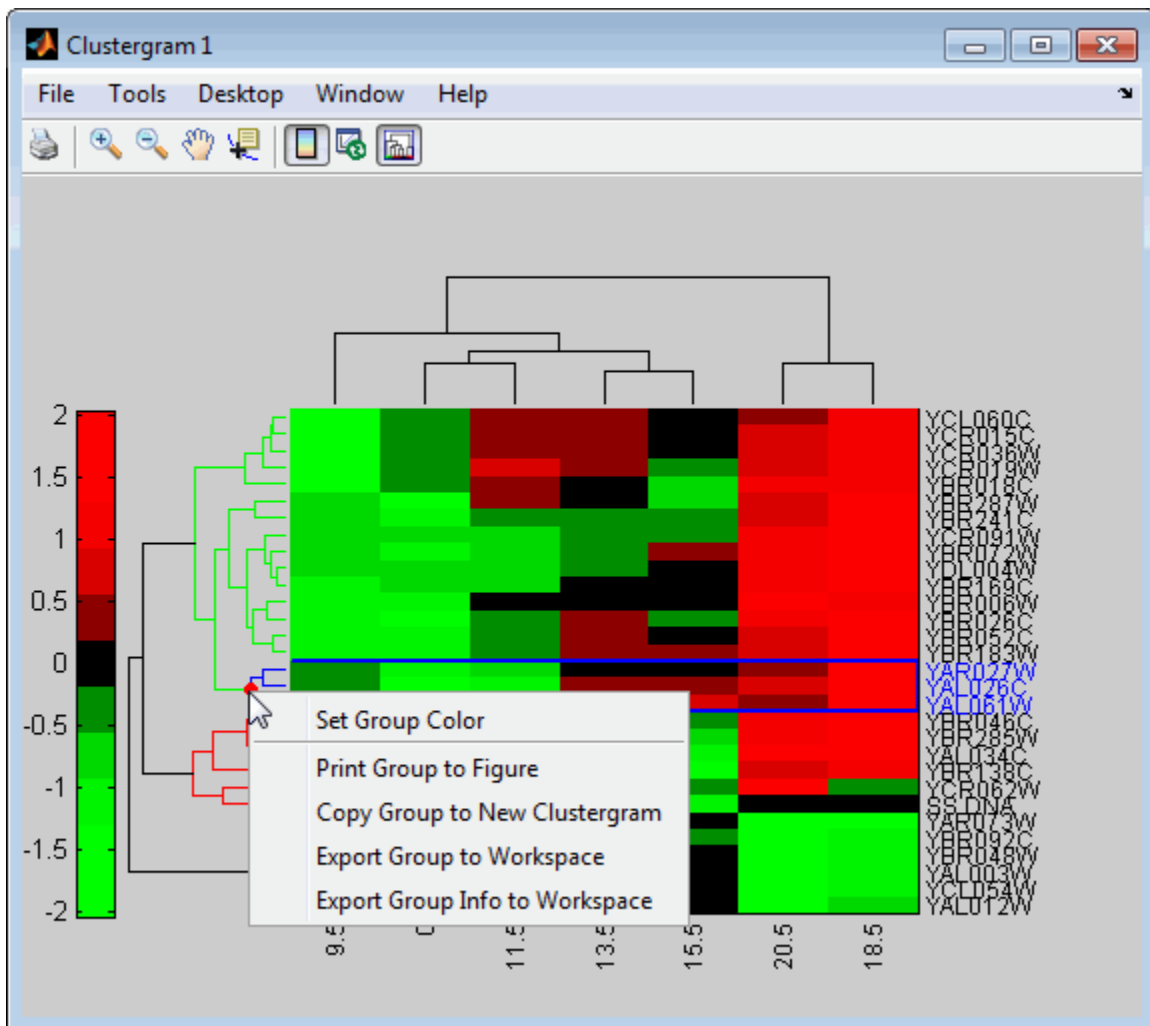 Clustergram 1
File Tools Desktop Window Help
2
1.5
1
0.5
0
-0.5
-1
-1.5
-2
YCL060C
YCR015C
YCR036W
YCR019W
YBR018C
YBR287W
YBR241C
YCR091W
YBR072W
YDL004W
YBR169C
YBR006W
YBR026C
YBR052C
YBR183W
YAR027W
YAL026C
YAL061W
YBR046C
YBR285W
YAL034C
YBR138C
YCR062W
SS DNA
YAR073W
YBR092C
YBR048W
YAL003W
YCL054W
YAL012W
Set Group Color
Print Group to Figure
Copy Group to New Clustergram
Export Group to Workspace
Export Group Info to Workspace
9.5 0 11.5 13.5 15.5 20.5 18.5